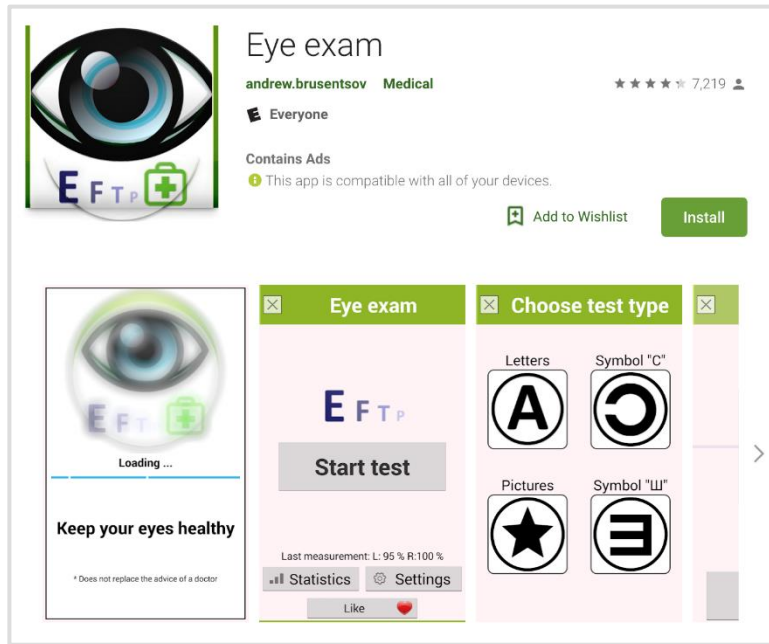 Eye exam
andrew.brusentsov Medical 7,219
E Everyone
Contains Ads
This app is compatible with all of your devices.
E F T P
Add to Wishlist Install
E F T P
Loading ...
Keep your eyes healthy
* Does not replace the advice of a doctor
Eye exam
E F T P
Start test
Last measurement: L: 95 % R:100 %
Statistics Settings
Like
Choose test type
Letters Symbol "C"
A C
Pictures Symbol "Ш"
Ш